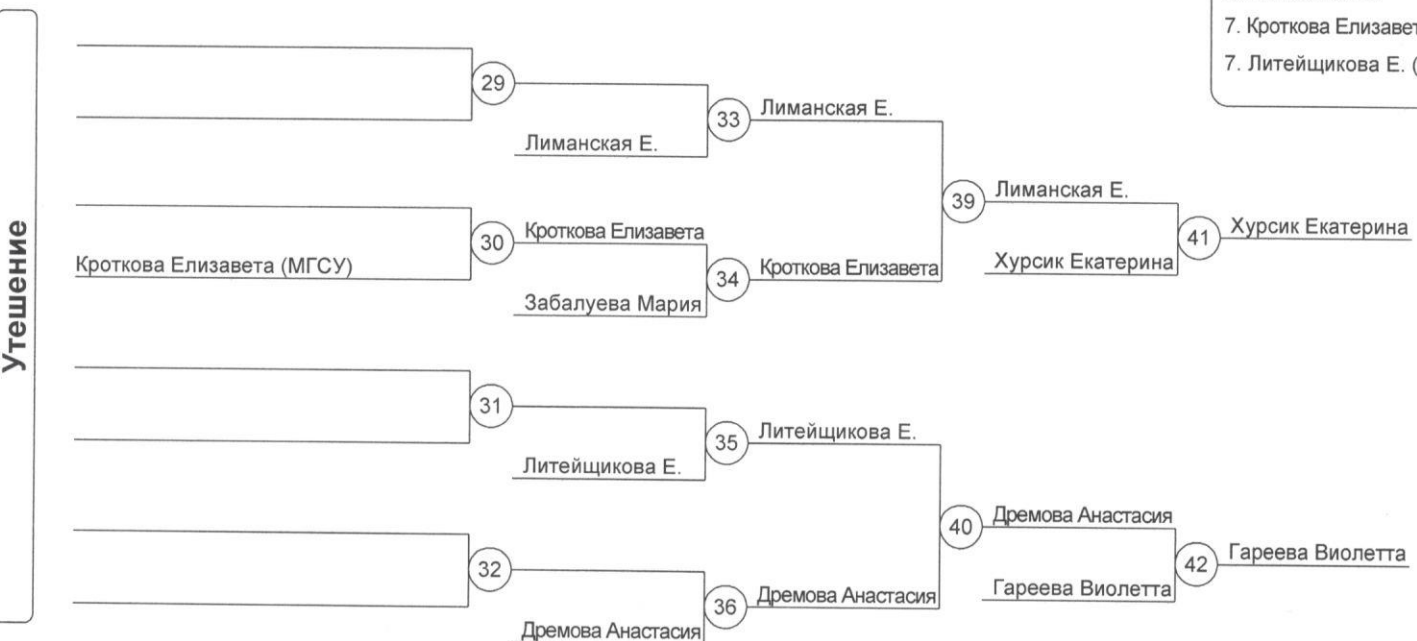 7. Кроткова Елизавет
7. Литейщикова Е. (
Утешение
29
Лиманская Е.
33
Лиманская Е.
Кроткова Елизавета (МГСУ)
30
Кроткова Елизавета
Забалуева Мария
34
Кроткова Елизавета
39
Лиманская Е.
Хурсик Екатерина
41
Хурсик Екатерина
31
Литейщикова Е.
35
Литейщикова Е.
32
Дремова Анастасия
36
Дремова Анастасия
40
Дремова Анастасия
Гареева Виолетта
42
Гареева Виолетта